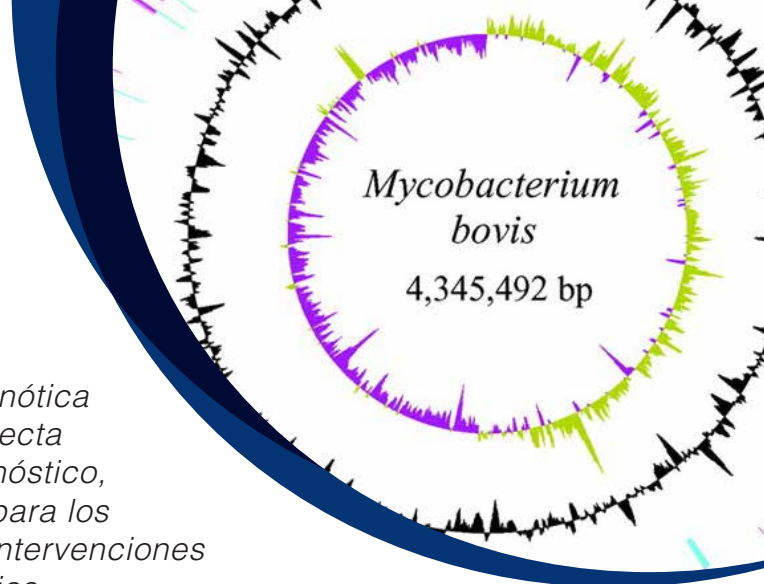 Mycobacterium
bovis
4,345,492 bp
nótica
ecta
nóstico,
para los
ntervenciones